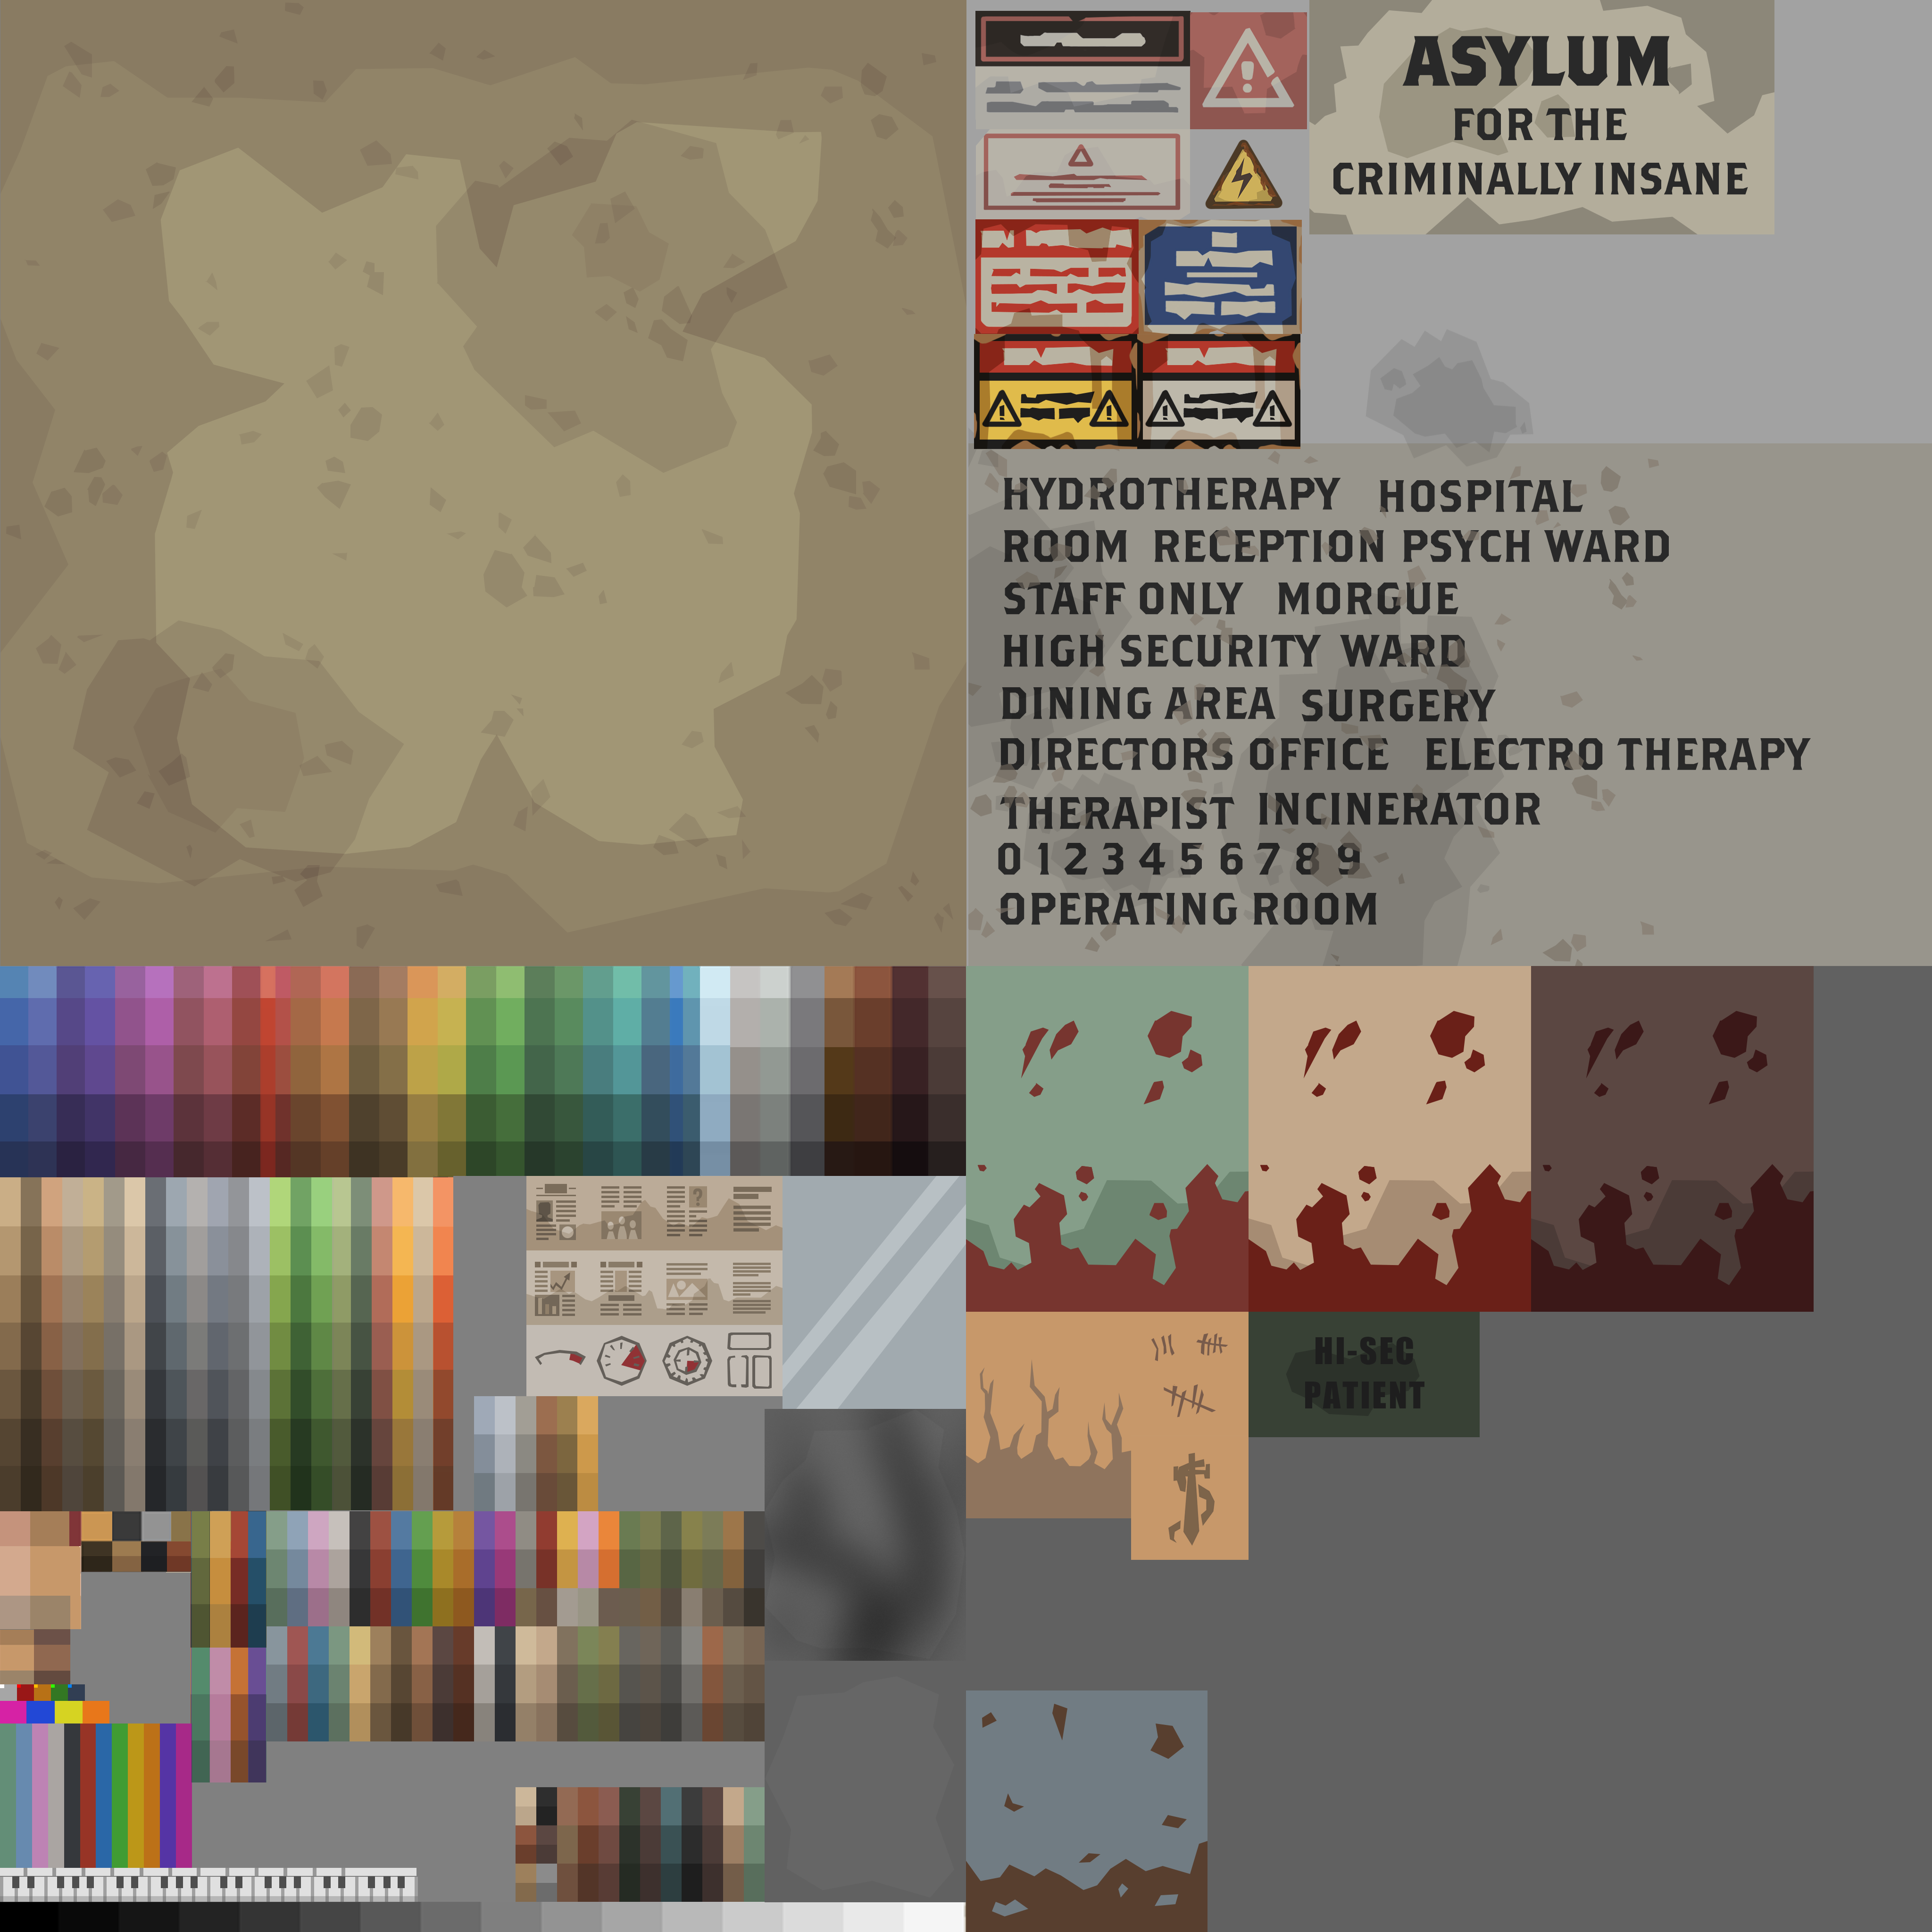 ASYLUM
FOR THE
CRIMINALLY INSANE
HYDROTHERAPY HOSPITAL
ROOM RECEPTION PSYCH WARD
STAFF ONLY MORGUE
HIGH SECURITY WARD
DINING AREA SURGERY
DIRECTORS OFFICE ELECTRO THERAPY
THERAPIST INCINERATOR
0 1 2 3 4 5 6 7 8 9
OPERATING ROOM
?
HI-SEC
PATIENT